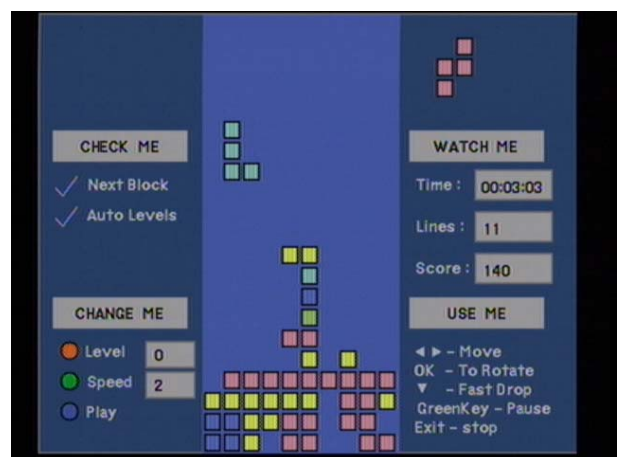 CHECK ME
Next Block
Auto Levels
CHANGE ME
Level 0
Speed 2
Play
WATCH ME
Time : 00:03:03
Lines : 11
Score : 140
USE ME
◄ ► - Move
OK - To Rotate
▼ - Fast Drop
GreenKey - Pause
Exit - stop